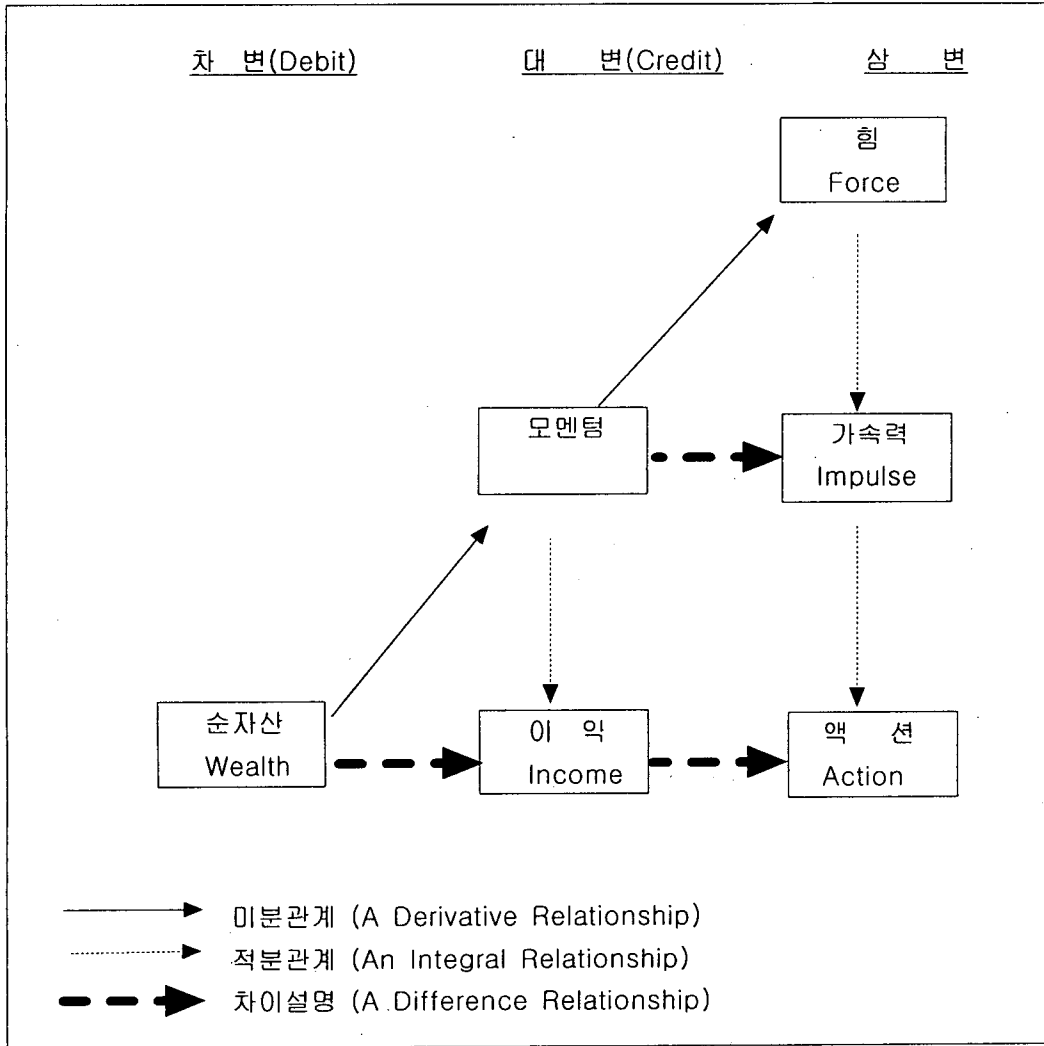 차 변(Debit) 대 변(Credit) 삼 변
힘
Force
모멘텀
가속력
Impulse
순자산
Wealth
이 익
Income
액 션
Action
미분관계 (A Derivative Relationship)
적분관계 (An Integral Relationship)
차이설명 (A Difference Relationship)